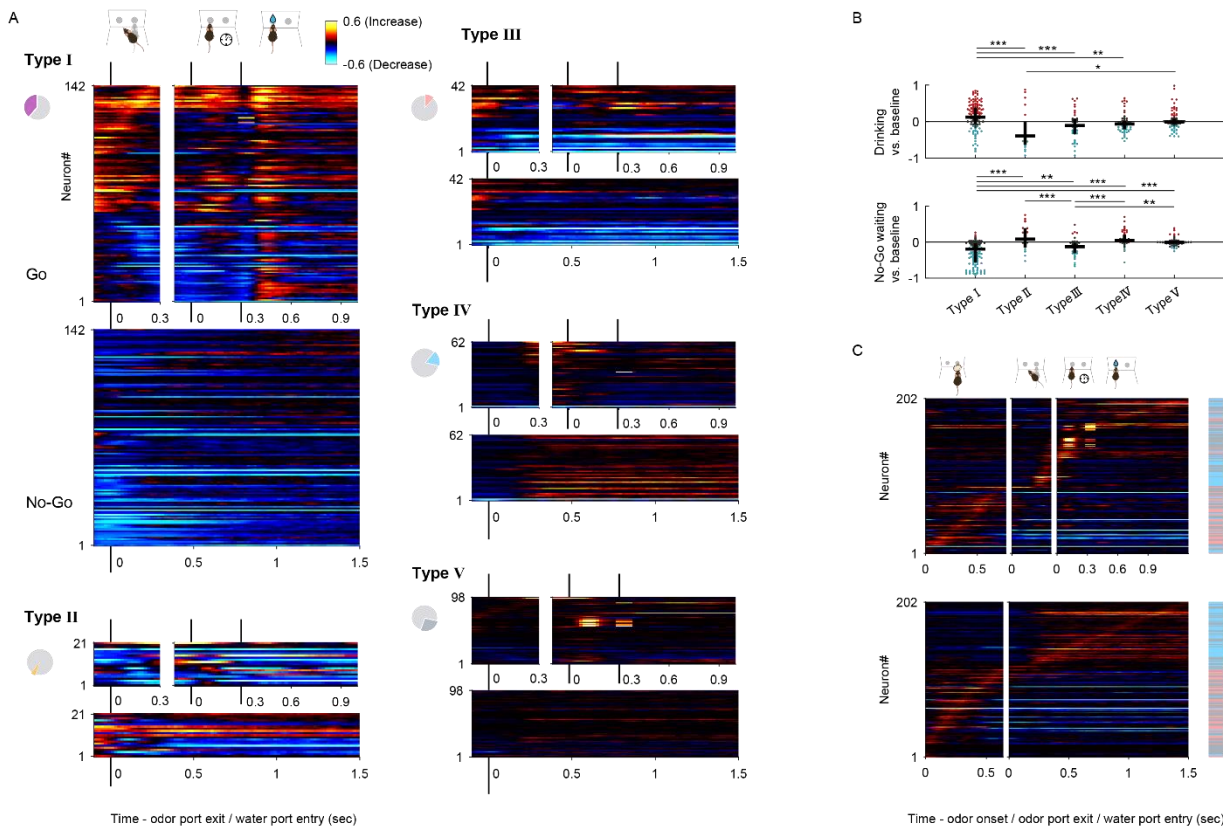 A
0.6 (Increase)
-0.6 (Decrease)
Type I
142
Neuron#
Go
1
0 0.3 0 0.3 0.6 0.9
142
No-Go
1
0 0.5 1 1.5
Type II
21
1
0 0.3 0 0.3 0.6 0.9
21
1
0 0.5 1 1.5
Type III
42
1
0 0.3 0 0.3 0.6 0.9
42
1
0.5 1 1.5
Type IV
62
1
0 0.3 0 0.3 0.6 0.9
62
1
0.5 1 1.5
Type V
98
1
0 0.3 0 0.3 0.6 0.9
98
1
0 0.5 1 1.5
Time - odor port exit / water port entry (sec)
B
*** *** **
*
1
0
-1
Drinking
vs. baseline
*** ** *** ***
*** *** **
1
0
-1
No-Go waiting
vs. baseline
Type I Type II Type III Type IV Type V
C
202
Neuron#
1
0 0.5 0 0 0.3 0.6 0.9
202
Neuron#
1
0 0.5 0 0.5 1 1.5
Time - odor onset / odor port exit / water port entry (sec)